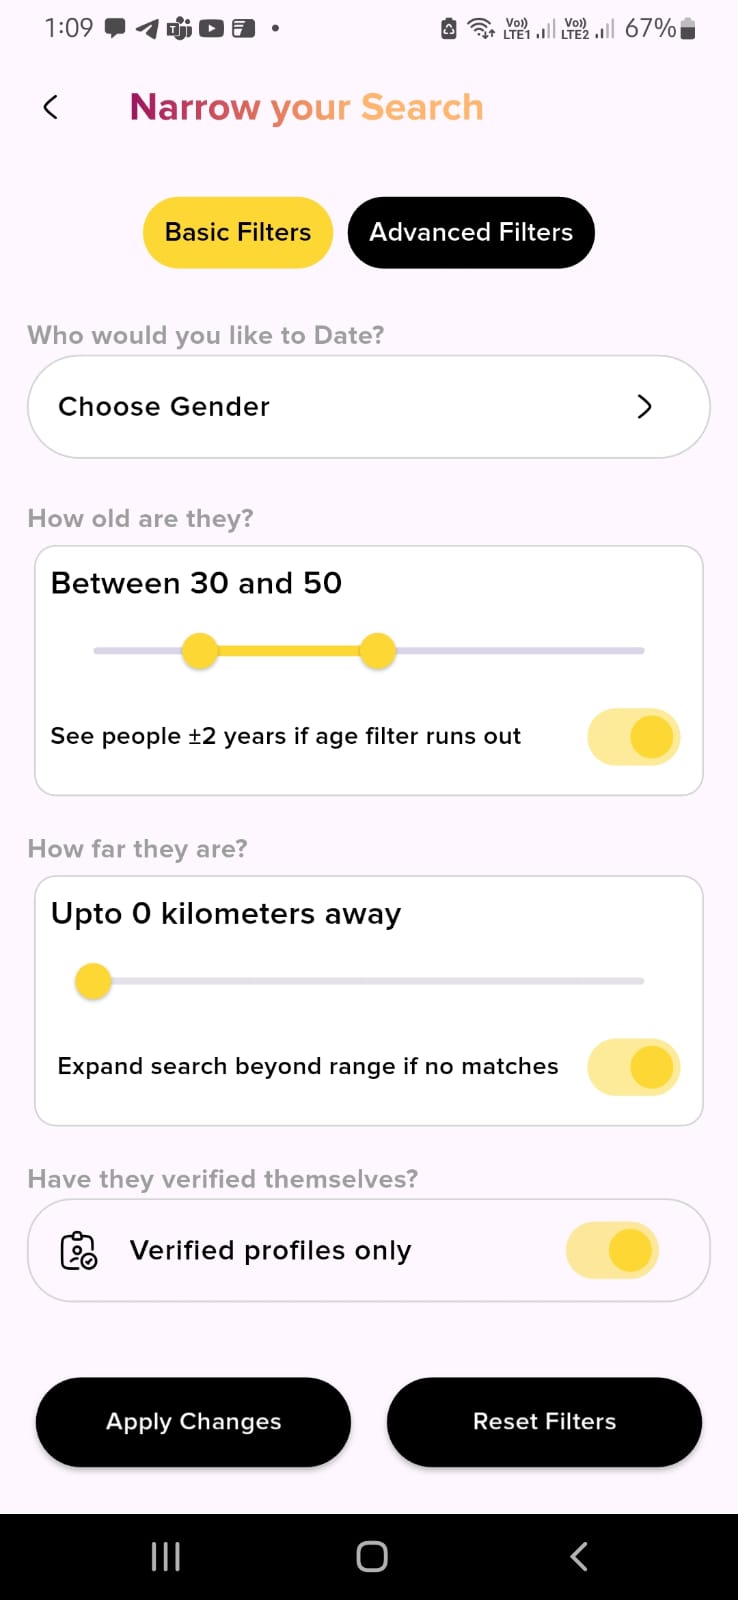 1:09
Vo)) LTE1 Vo)) LTE2 67%
Narrow your Search
Basic Filters Advanced Filters
Who would you like to Date?
Choose Gender
How old are they?
Between 30 and 50
See people ±2 years if age filter runs out
How far they are?
Upto 0 kilometers away
Expand search beyond range if no matches
Have they verified themselves?
Verified profiles only
Apply Changes Reset Filters